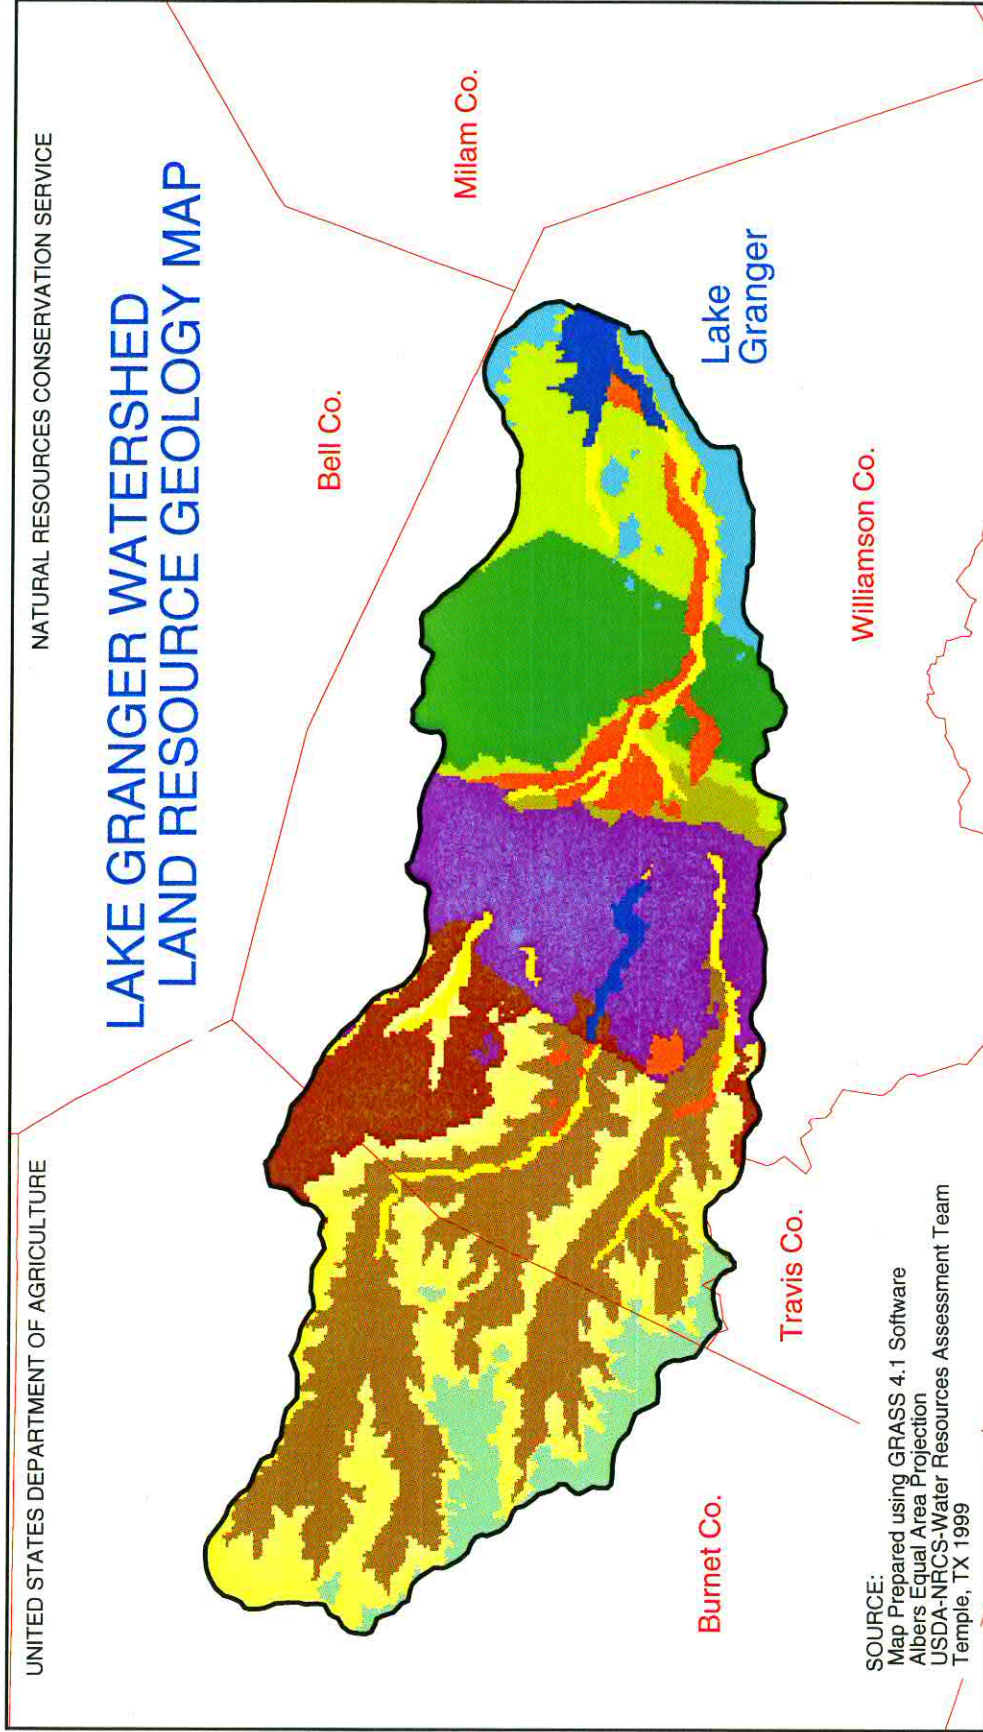 UNITED STATES DEPARTMENT OF AGRICULTURE
NATURAL RESOURCES CONSERVATION SERVICE
LAKE GRANGER WATERSHED
LAND RESOURCE GEOLOGY MAP
Bell Co.
Milam Co.
Lake
Granger
Williamson Co.
Travis Co.
Burnet Co.
SOURCE:
Map Prepared using GRASS 4.1 Software
Albers Equal Area Projection
USDA-NRCS-Water Resources Assessment Team
Temple, TX 1999